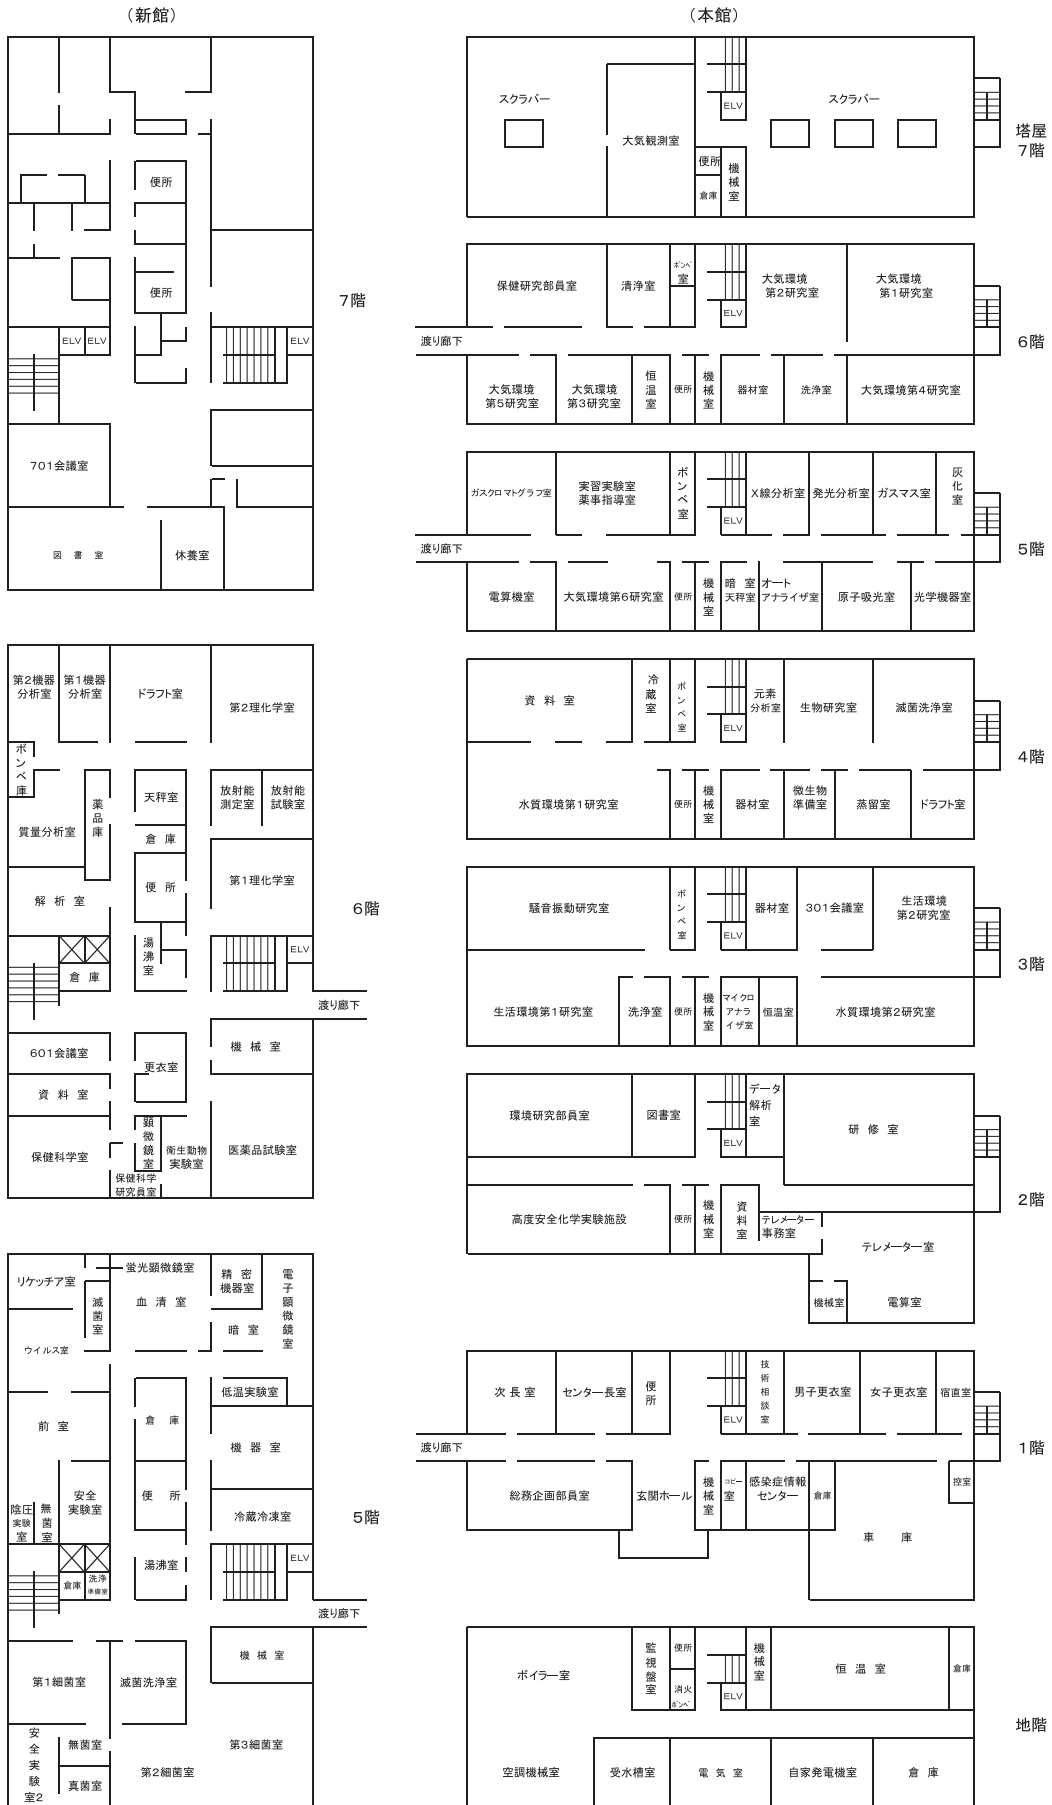 （新館）
便所
便所
ELV
ELV
ELV
701会議室
図書室
休養室
7階
第2機器
分析室
第1機器
分析室
ドラフト室
第2理化学室
ボンベ庫
薬品庫
天秤室
放射能
測定室
放射能
試験室
質量分析室
倉庫
便所
第1理化学室
解析室
湯沸室
ELV
倉庫
渡り廊下
601会議室
更衣室
機械室
資料室
顕微鏡室
保健科学室
衛生動物
実験室
医薬品試験室
保健科学
研究員室
6階
リケッチア室
蛍光顕微鏡室
血清室
精密
機器室
電子顕微鏡室
滅菌室
暗室
ウイルス室
低温実験室
前室
倉庫
機器室
陰圧
実験
室
無菌室
安全
実験室
便所
冷蔵冷凍室
湯沸室
ELV
倉庫
洗浄
準備室
渡り廊下
機械室
第1細菌室
滅菌洗浄室
安全実験
室2
無菌室
真菌室
第2細菌室
第3細菌室
5階
（本館）
スクラバー
大気観測室
ELV
スクラバー
便所
倉庫
機械室
塔屋
7階
保健研究部員室
清浄室
ボンベ
室
ELV
大気環境
第2研究室
大気環境
第1研究室
渡り廊下
大気環境
第5研究室
大気環境
第3研究室
恒温室
便所
機械室
器材室
洗浄室
大気環境第4研究室
6階
ガスクロマトグラフ室
実習実験室
薬事指導室
ボンベ室
ELV
X線分析室
発光分析室
ガスマス室
灰化室
渡り廊下
電算機室
大気環境第6研究室
便所
機械室
暗室
天秤室
オート
アナライザ室
原子吸光室
光学機器室
5階
資料室
冷蔵室
ボンベ室
ELV
元素
分析室
生物研究室
滅菌洗浄室
水質環境第1研究室
便所
機械室
器材室
微生物
準備室
蒸留室
ドラフト室
4階
騒音振動研究室
ボンベ室
ELV
器材室
301会議室
生活環境
第2研究室
生活環境第1研究室
洗浄室
便所
機械室
マイクロ
アナラ
イザ室
恒温室
水質環境第2研究室
3階
環境研究部員室
図書室
ELV
データ
解析
室
研修室
高度安全化学実験施設
便所
機械室
資料室
テレメーター
事務室
テレメーター室
機械室
電算室
2階
次長室
センター長室
便所
ELV
技術相談室
男子更衣室
女子更衣室
宿直室
渡り廊下
総務企画部員室
玄関ホール
機械室
コピー
室
感染症情報
センター
倉庫
控室
車庫
1階
ボイラー室
監視盤室
便所
消火
ボンベ
ELV
機械室
恒温室
倉庫
空調機械室
受水槽室
電気室
自家発電機室
倉庫
地階